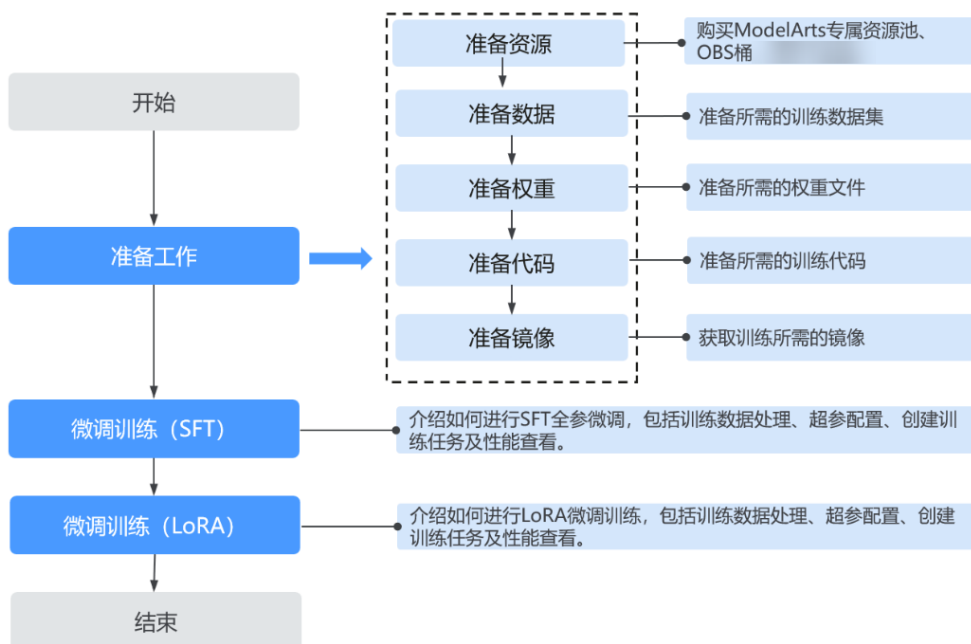 开始
准备工作
微调训练（SFT）
微调训练（LoRA）
结束
准备资源
购买ModelArts专属资源池、
OBS桶
准备数据
准备所需的训练数据集
准备权重
准备所需的权重文件
准备代码
准备所需的训练代码
准备镜像
获取训练所需的镜像
介绍如何进行SFT全参微调，包括训练数据处理、超参配置、创建训
练任务及性能查看。
介绍如何进行LoRA微调训练，包括训练数据处理、超参配置、创建
训练任务及性能查看。